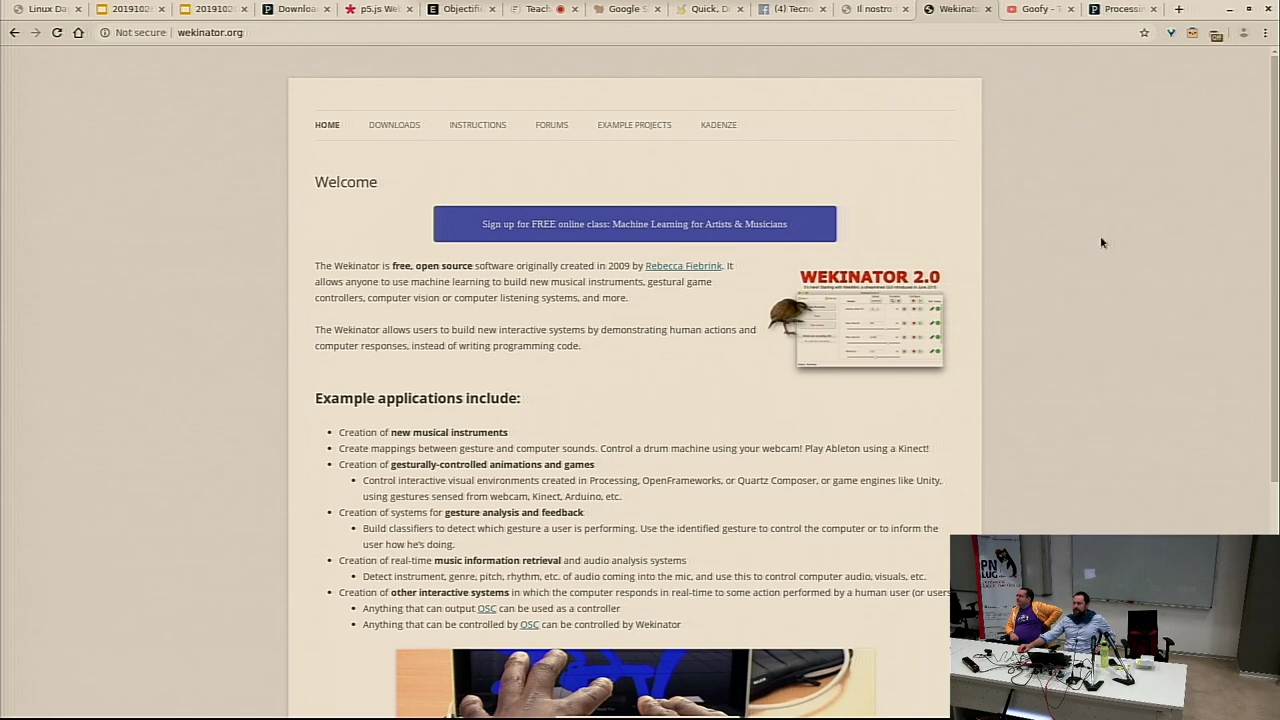 Linux Da
2019102
2019102
Downloa
p5.js We
Objectifi
Teach
Google S
Quick, D
(4) Tecno
Il nostro
Wekinato
Goofy - T
Processin
Not secure | wekinator.org
HOME DOWNLOADS INSTRUCTIONS FORUMS EXAMPLE PROJECTS KADENZE
Welcome
Sign up for FREE online class: Machine Learning for Artists & Musicians
The Wekinator is free, open source software originally created in 2009 by Rebecca Fiebrink. It
allows anyone to use machine learning to build new musical instruments, gestural game
controllers, computer vision or computer listening systems, and more.
WEKINATOR 2.0
The Wekinator allows users to build new interactive systems by demonstrating human actions and
computer responses, instead of writing programming code.
Example applications include:
Creation of new musical instruments
Create mappings between gesture and computer sounds. Control a drum machine using your webcam! Play Ableton using a Kinect!
Creation of gesturally-controlled animations and games
Control interactive visual environments created in Processing, OpenFrameworks, or Quartz Composer, or game engines like Unity,
using gestures sensed from webcam, Kinect, Arduino, etc.
Creation of systems for gesture analysis and feedback
Build classifiers to detect which gesture a user is performing. Use the identified gesture to control the computer or to inform the
user how he's doing.
Creation of real-time music information retrieval and audio analysis systems
Detect instrument, genre, pitch, rhythm, etc. of audio coming into the mic, and use this to control computer audio, visuals, etc.
Creation of other interactive systems in which the computer responds in real-time to some action performed by a human user (or users
Anything that can output OSC can be used as a controller
Anything that can be controlled by OSC can be controlled by Wekinator
PN
LUG